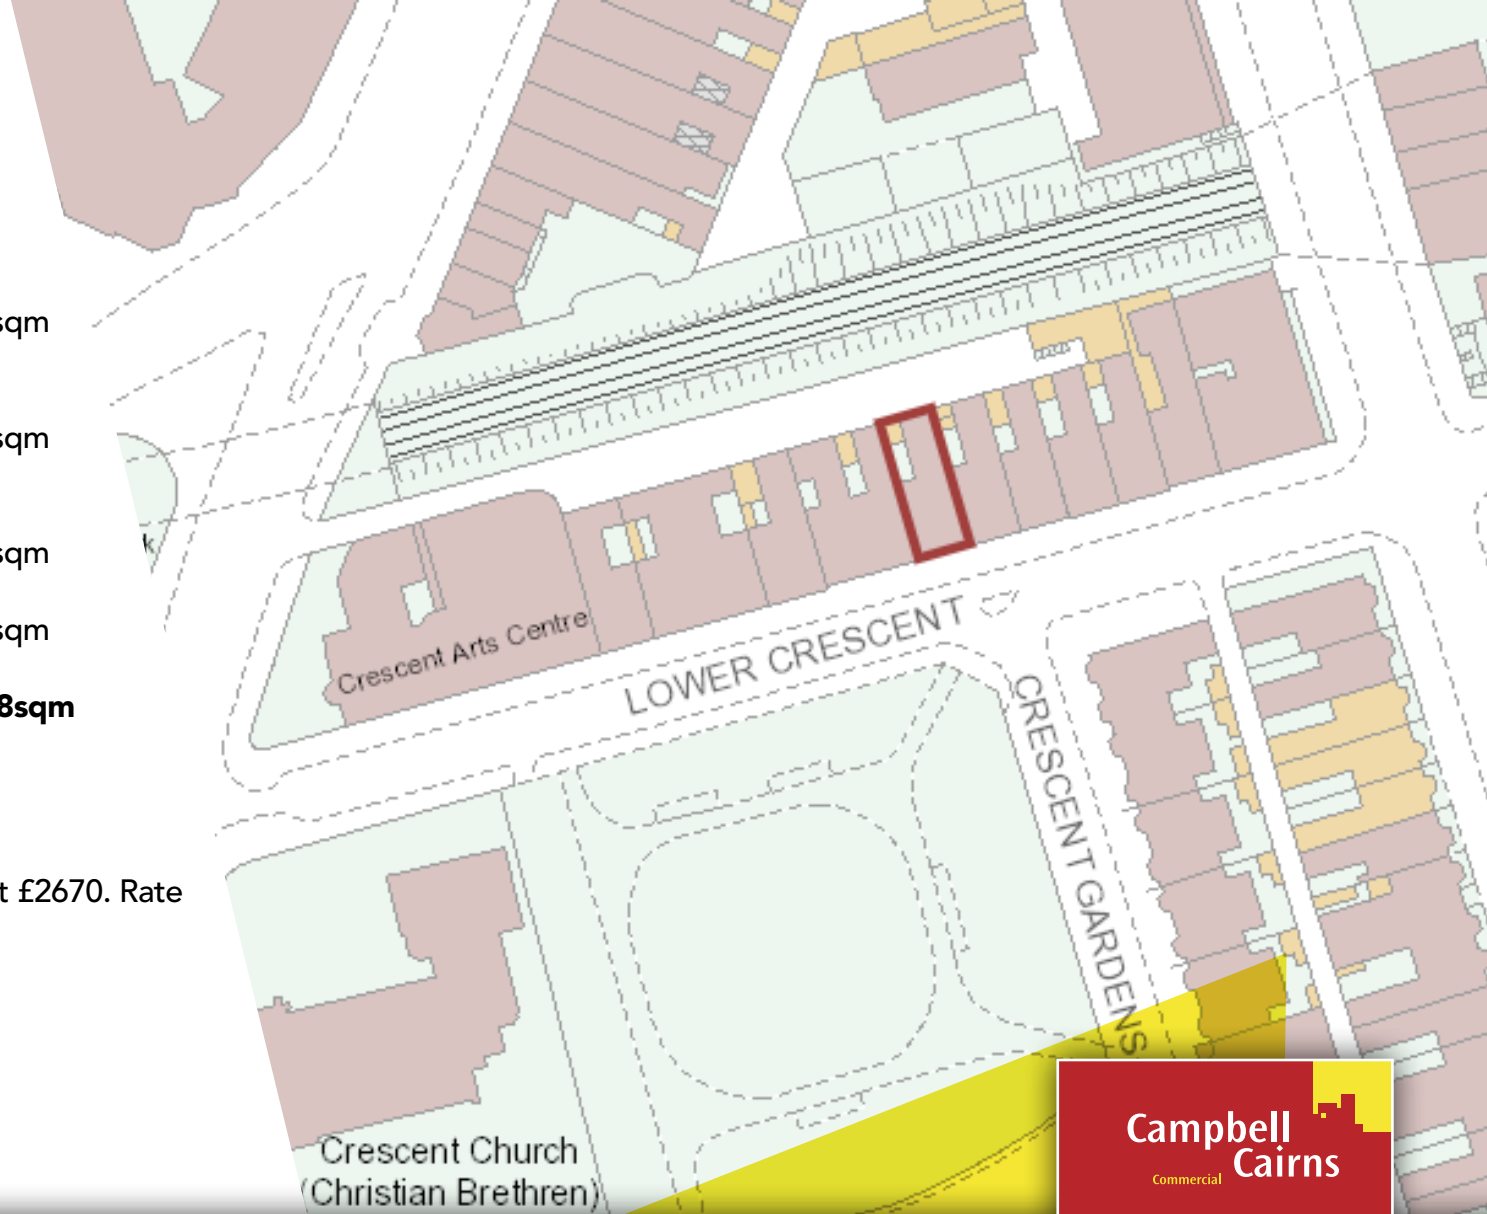 sqm
sqm
sqm
sqm
8sqm
t £2670. Rate
k
Crescent Arts Centre
LOWER CRESCENT
CRESCENT GARDENS
Crescent Church
(Christian Brethren)
Campbell
Cairns
Commercial